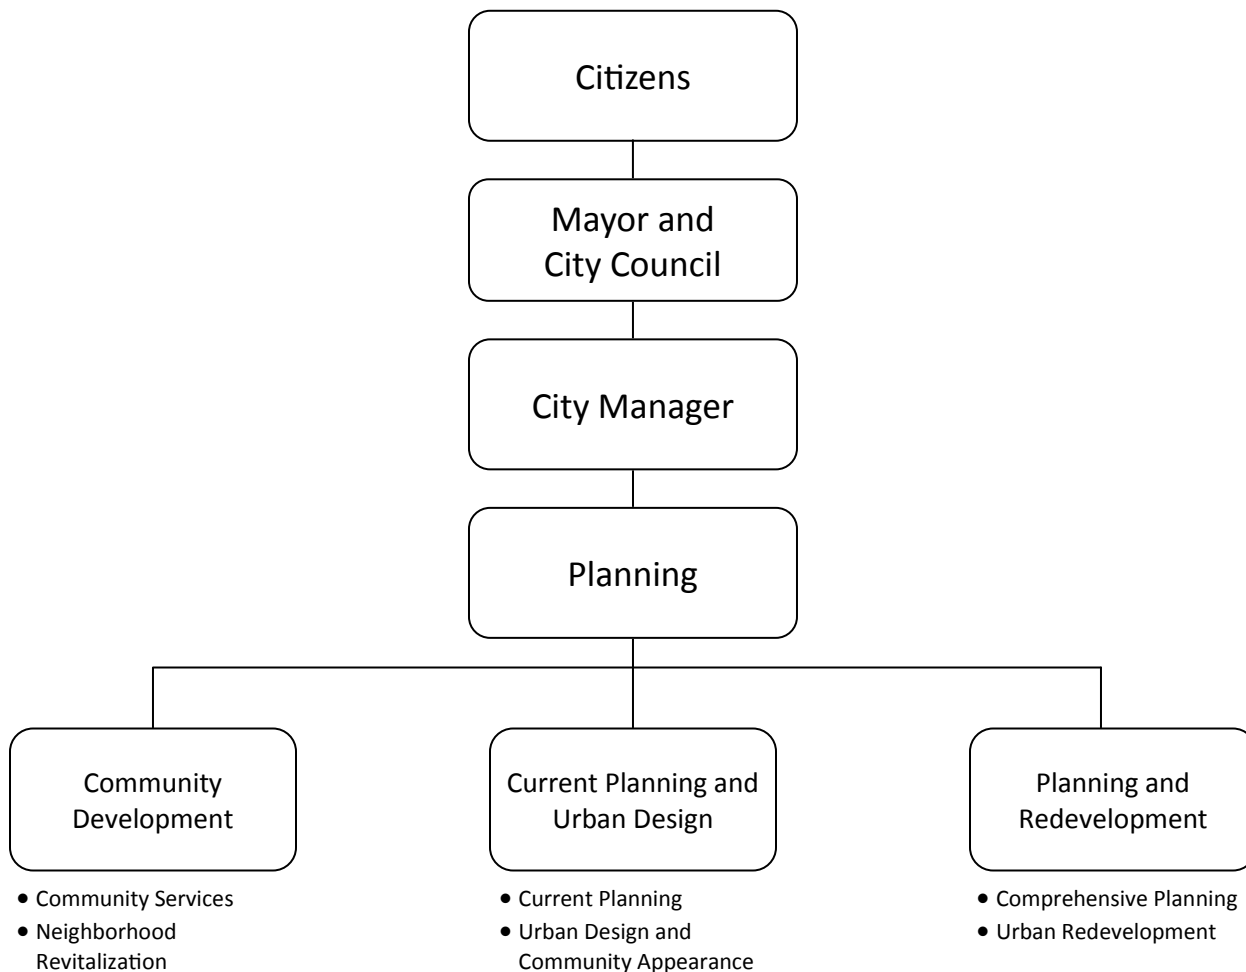 Citizens
Mayor and
City Council
City Manager
Planning
Community
Development
• Community Services
• Neighborhood
Revitalization
Current Planning and
Urban Design
• Current Planning
• Urban Design and
Community Appearance
Planning and
Redevelopment
• Comprehensive Planning
• Urban Redevelopment